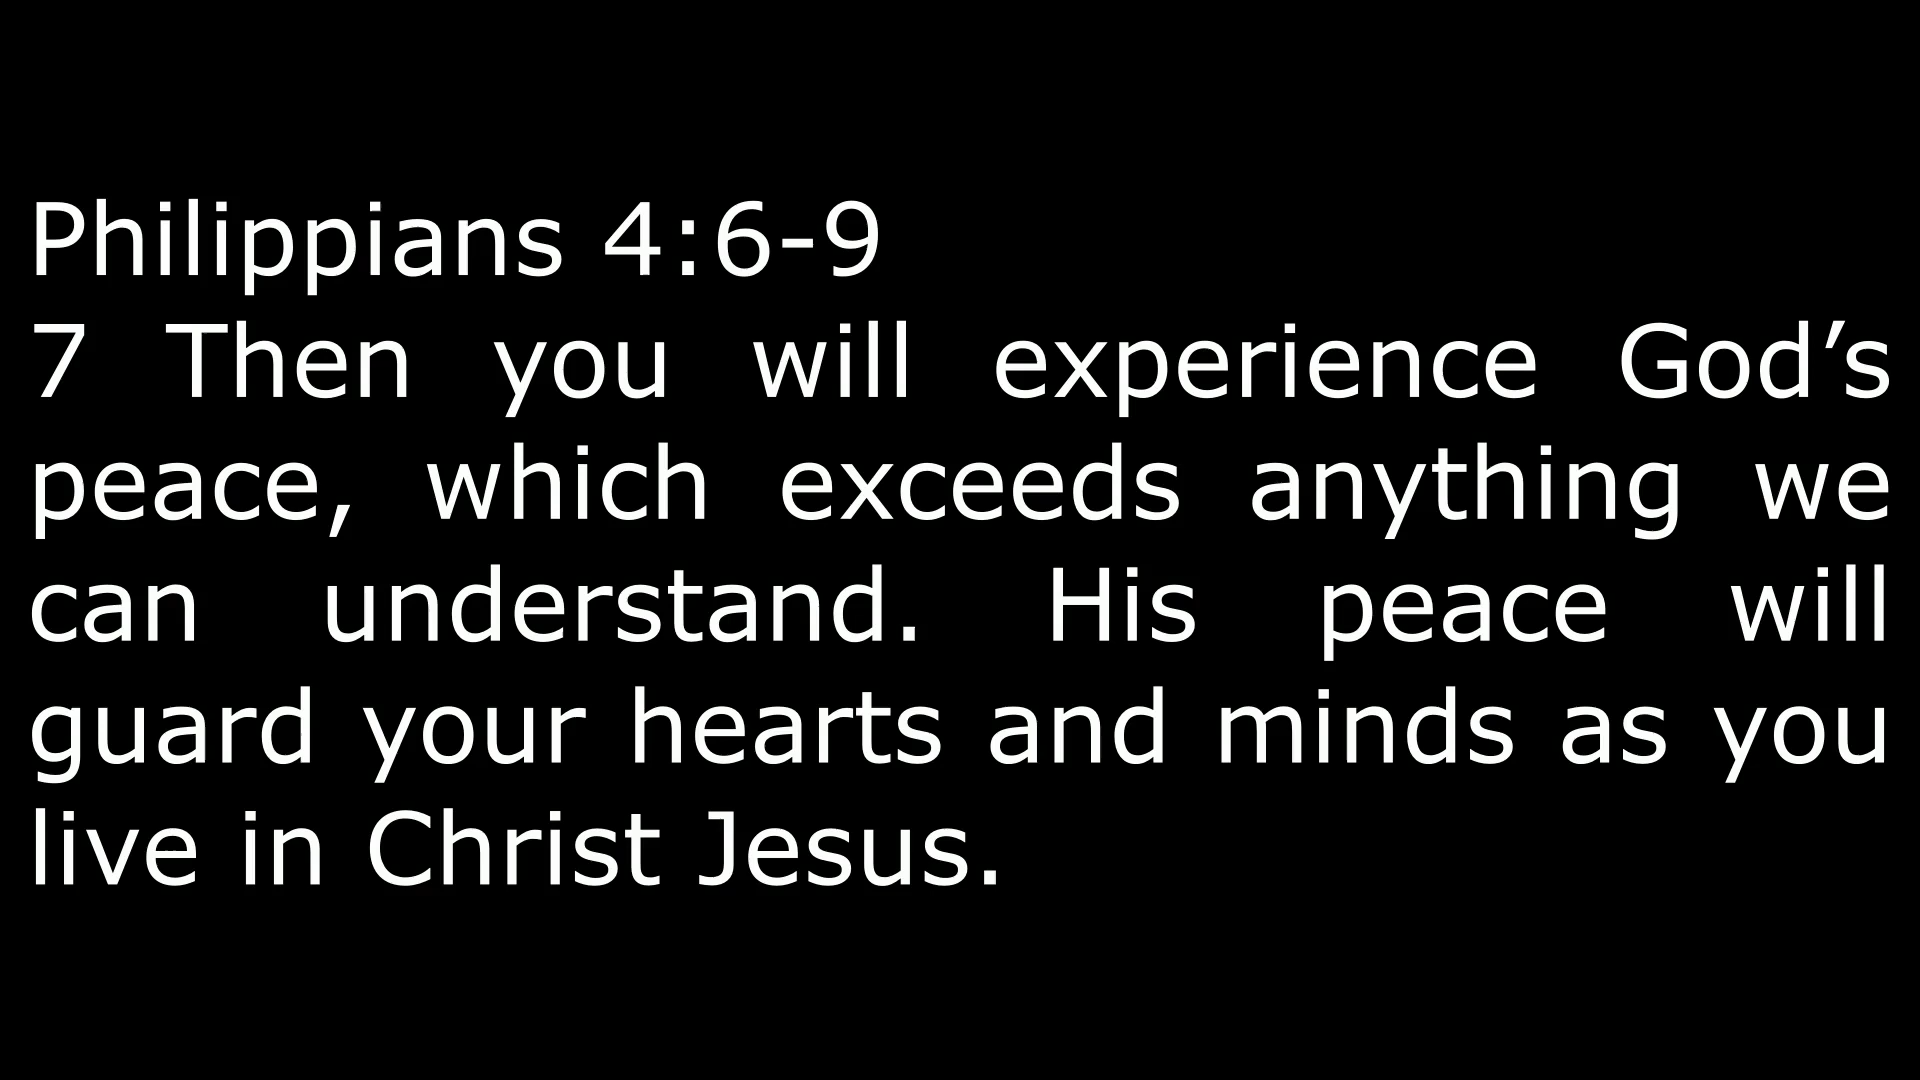 Philippians 4:6-9
7 Then you will experience God’s
peace, which exceeds anything we
can understand. His peace will
guard your hearts and minds as you
live in Christ Jesus.